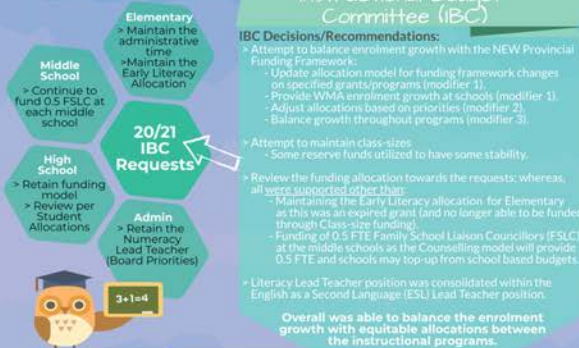 Elementary
> Maintain the
administrative
time
>Maintain the
Early Literacy
Allocation
Middle
School
> Continue to
fund 0.5 FSLC at
each middle
school
20/21
IBC
Requests
High
School
> Retain funding
model
> Review per
Student
Allocations
Admin
> Retain the
Numeracy
Lead Teacher
(Board Priorities)
3+1=4
Committee (IBC)
IBC Decisions/Recommendations:
> Attempt to balance enrolment growth with the NEW Provincial
Funding Framework:
- Update allocation model for funding framework changes
on specified grants/programs (modifier 1).
- Provide WMA enrolment growth at schools (modifier 1).
- Adjust allocations based on priorities (modifier 2).
- Balance growth throughout programs (modifier 3).
> Attempt to maintain class-sizes
- Some reserve funds utilized to have some stability.
> Review the funding allocation towards the requests; whereas,
all were supported other than:
- Maintaining the Early Literacy allocation for Elementary
as this was an expired grant (and no longer able to be funded
through Class-size funding).
- Funding of 0.5 FTE Family School Liaison Councillors (FSLC)
at the middle schools as the Counselling model will provide
0.5 FTE and schools may top-up from school based budgets.
> Literacy Lead Teacher position was consolidated within the
English as a Second Language (ESL) Lead Teacher position.
Overall was able to balance the enrolment
growth with equitable allocations between
the instructional programs.